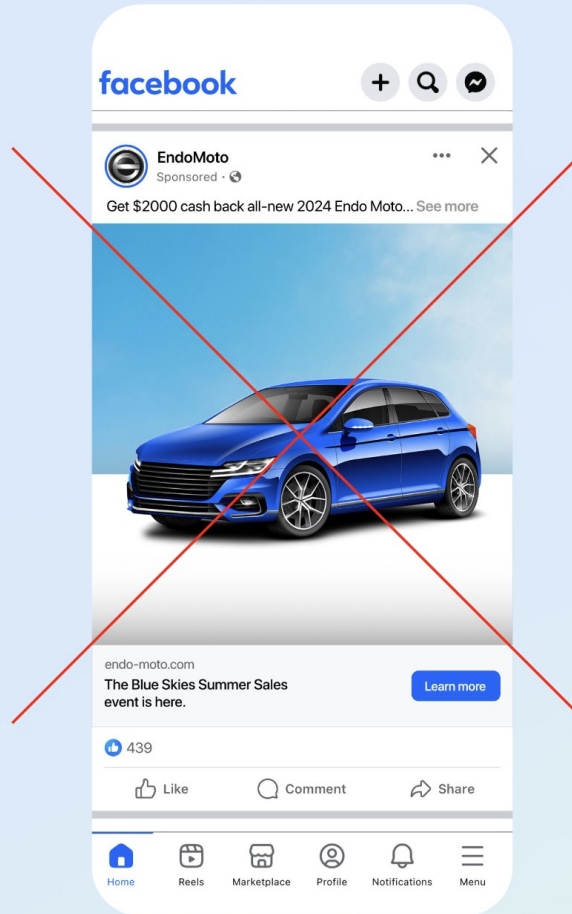 facebook
EndoMoto
Sponsored ·
Get $2000 cash back all-new 2024 Endo Moto... See more
endo-moto.com
The Blue Skies Summer Sales
event is here.
Learn more
439
Like Comment Share
Home Reels Marketplace Profile Notifications Menu